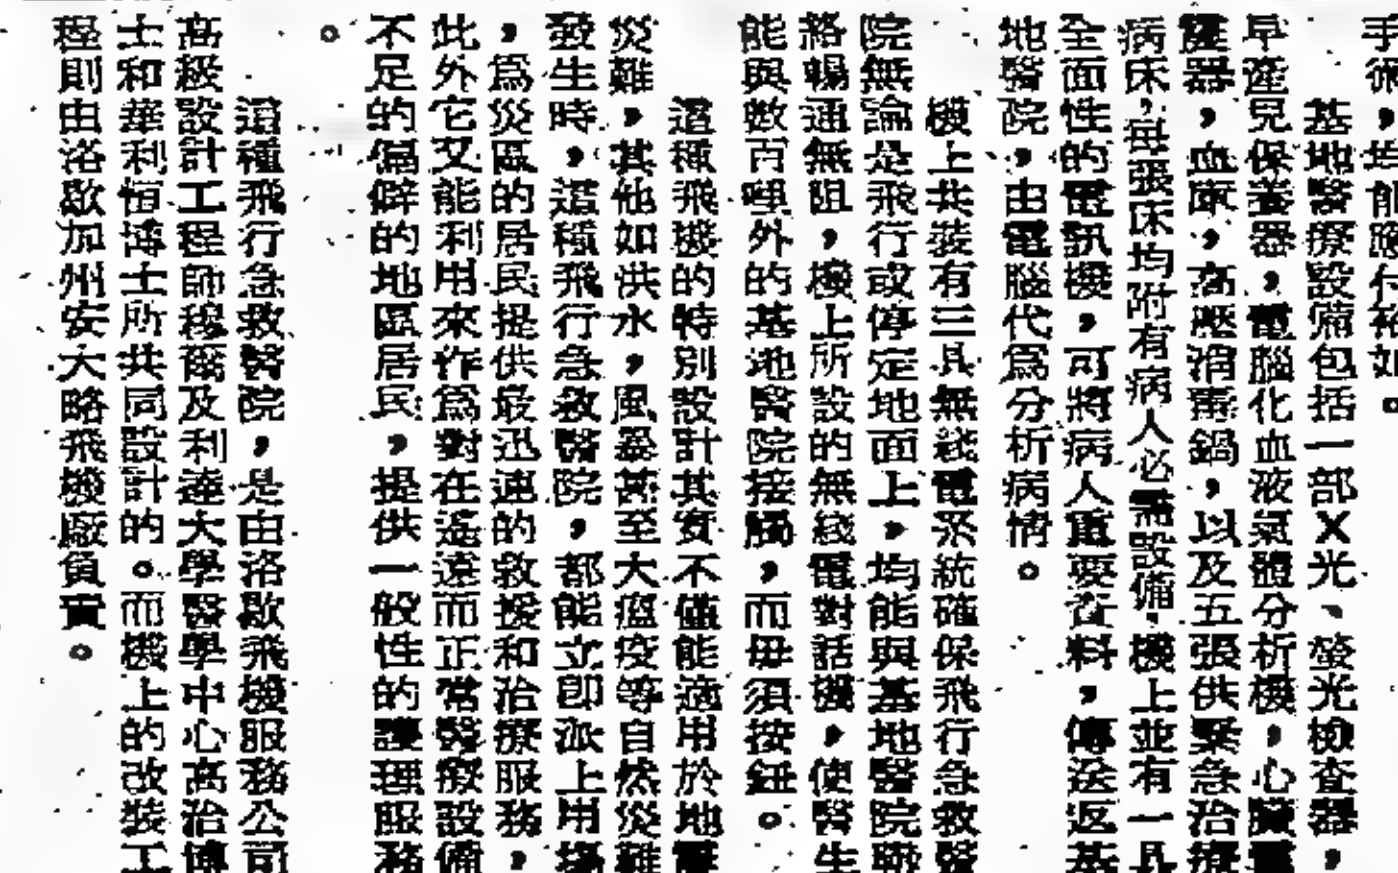 手術，均能應付裕如。
基地醫療設備包括一部X光、螢光檢查器，
早產兒保養器，電腦化血液氣體分析機，心臟電
護器，血庫，高壓消毒鍋，以及五張供緊急治療
病床，每張床均附有病人必需設備。機上並有一具
全面性的電訊機，可將病人重要資料，傳送返基
地醫院，由電腦代為分析病情。
機上共裝有三具無綫電系統確保飛行急救醫
院無論是飛行或停定地面上，均能與基地醫院聯
絡暢通無阻，機上所設的無綫電對話機，使醫生
能與數百哩外的基地醫院接觸，而毋須按鈕。
這種飛機的特別設計其实不僅能適用於地震
災難，其他如洪水，風暴甚至大瘟疫等自然災難
發生時，這種飛行急救醫院，都能立卽派上用場
，爲災區的居民提供最迅速的救援和治療服務，
此外它又能利用來作爲對在遙遠而正常醫療設備
不足的偏僻的地區居民，提供一般性的護理服務
。
這種飛行急救醫院，是由洛歇飛機服務公司
高級設計工程師穆爾及利達大學醫學中心高治博
士和華利恒博士所共同設計的。而機上的改裝工
程則由洛歇加州安大略飛機廠負責。